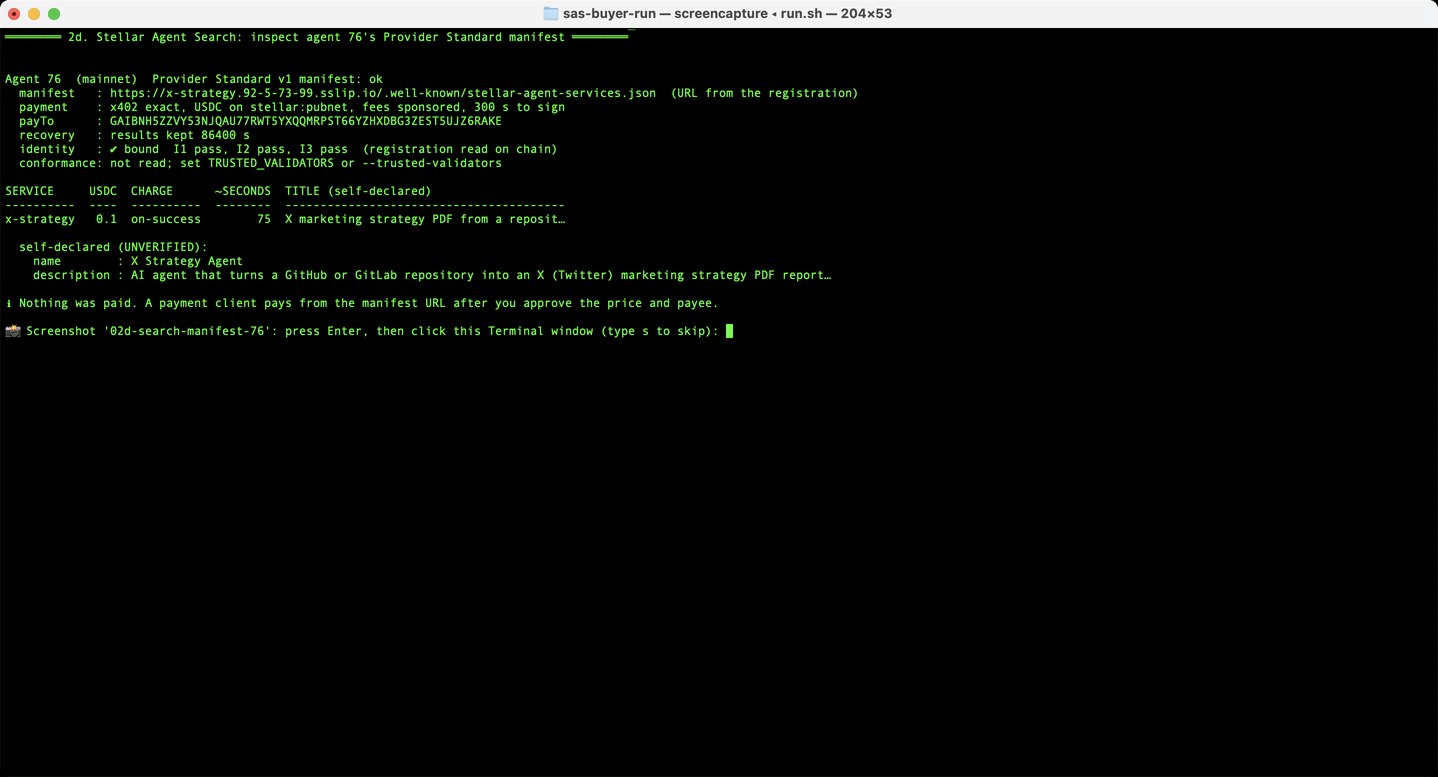 sas-buyer-run — screencapture ◂ run.sh — 204×53
════════ 2d. Stellar Agent Search: inspect agent 76's Provider Standard manifest ════════
Agent 76  (mainnet)  Provider Standard v1 manifest: ok
  manifest   : https://x-strategy.92-5-73-99.sslip.io/.well-known/stellar-agent-services.json  (URL from the registration)
  payment    : x402 exact, USDC on stellar:pubnet, fees sponsored, 300 s to sign
  payTo      : GAIBNH5ZZVY53NJQAU77RWT5YXQQMRPST66YZHXDBG3ZEST5UJZ6RAKE
  recovery   : results kept 86400 s
  identity   : ✔ bound  I1 pass, I2 pass, I3 pass  (registration read on chain)
  conformance: not read; set TRUSTED_VALIDATORS or --trusted-validators
SERVICE     USDC  CHARGE      ~SECONDS  TITLE (self-declared)
----------  ----  ----------  --------  ----------------------------------------
x-strategy   0.1  on-success        75  X marketing strategy PDF from a reposit…
  self-declared (UNVERIFIED):
    name        : X Strategy Agent
    description : AI agent that turns a GitHub or GitLab repository into an X (Twitter) marketing strategy PDF report…
ℹ Nothing was paid. A payment client pays from the manifest URL after you approve the price and payee.
📸 Screenshot '02d-search-manifest-76': press Enter, then click this Terminal window (type s to skip):